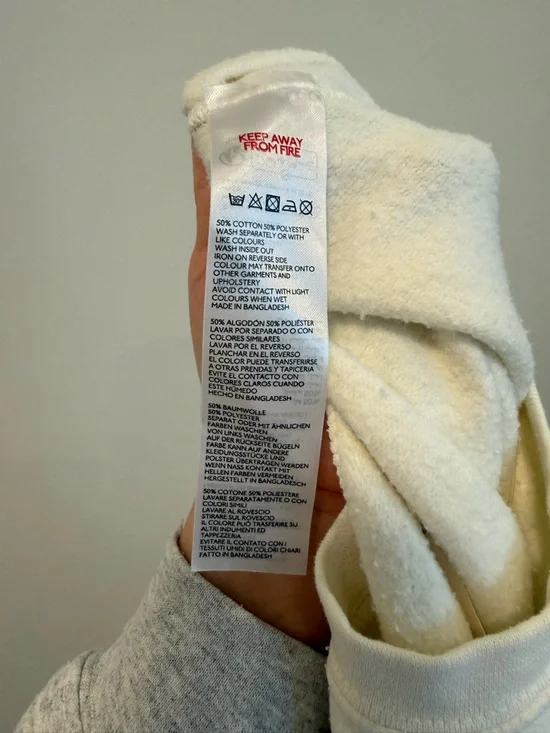 KEEP AWAY
FROM FIRE
50% COTTON 50% POLYESTER
WASH SEPARATELY OR WITH
LIKE COLOURS
WASH INSIDE OUT
IRON ON REVERSE SIDE
COLOUR MAY TRANSFER ONTO
OTHER GARMENTS AND
UPHOLSTERY
AVOID CONTACT WITH LIGHT
COLOURS WHEN WET
MADE IN BANGLADESH
50% ALGODÓN 50% POLIÉSTER
LAVAR POR SEPARADO O CON
COLORES SIMILARES
LAVAR POR EL REVERSO
PLANCHAR EN EL REVERSO
EL COLOR PUEDE TRANSFERIRSE
A OTRAS PRENDAS Y TAPICERIA
EVITE EL CONTACTO CON
COLORES CLAROS CUANDO
ESTE HÚMEDO
HECHO EN BANGLADESH
50% BAUMWOLLE
50% POLYESTER
SEPARAT ODER MIT ÄHNLICHEN
FARBEN WASCHEN
VON LINKS WASCHEN
AUF DER RÜCKSEITE BÜGELN
FARBE KANN AUF ANDERE
KLEIDUNGSSTÜCKE UND
POLSTER ÜBERTRAGEN WERDEN
WENN NASS KONTAKT MIT
HELLEN FARBEN VERMEIDEN
HERGESTELLT IN BANGLADESCH
50% COTONE 50% POLIESTERE
LAVARE SEPARATAMENTE O CON
COLORI SIMILI
LAVARE AL ROVESCIO
STIRARE SUL ROVESCIO
IL COLORE PUÒ TRASFERIRE SU
ALTRI INDUMENTI ED
TAPPEZZERIA
EVITARE IL CONTATTO CON I
TESSUTI UMIDI DI COLORI CHIARI
FATTO IN BANGLADESH